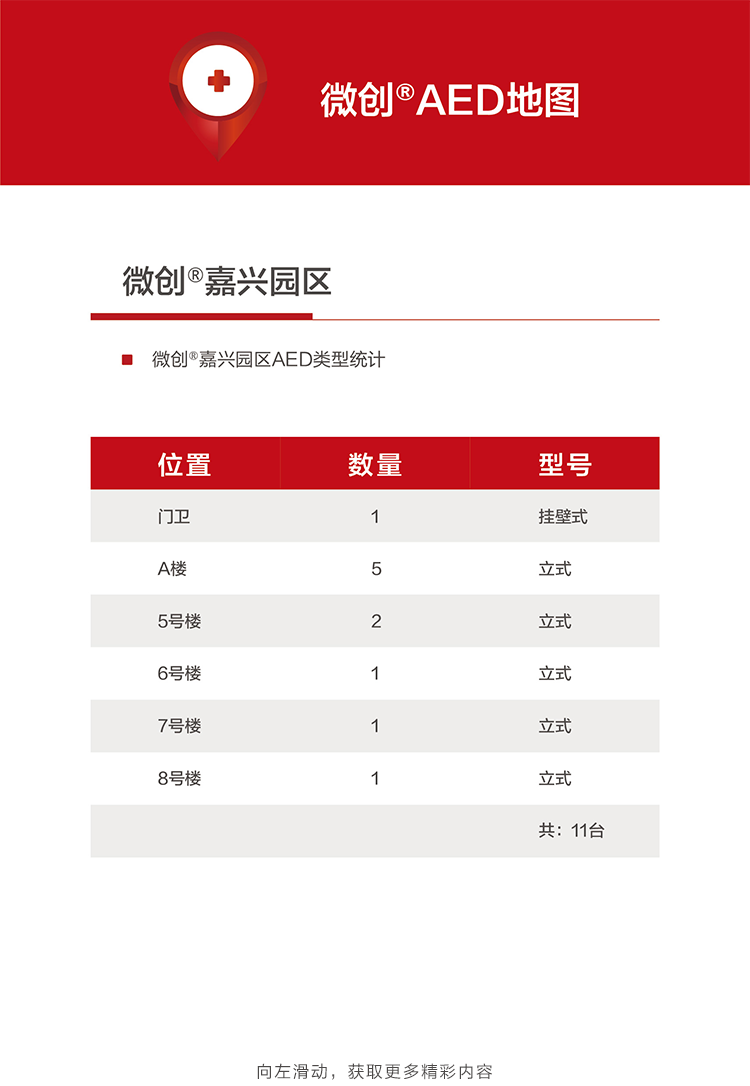 微创®AED地图
微创®嘉兴园区
微创®嘉兴园区AED类型统计
位置 数量 型号
门卫 1 挂壁式
A楼 5 立式
5号楼 2 立式
6号楼 1 立式
7号楼 1 立式
8号楼 1 立式
共：11台
向左滑动，获取更多精彩内容